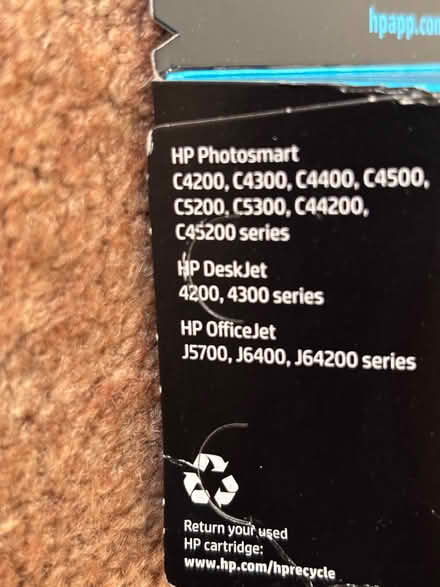 hpapp.com
HP Photosmart
C4200, C4300, C4400, C4500,
C5200, C5300, C44200,
C45200 series
HP DeskJet
4200, 4300 series
HP OfficeJet
J5700, J6400, J64200 series
Return your used
HP cartridge:
www.hp.com/hprecycle